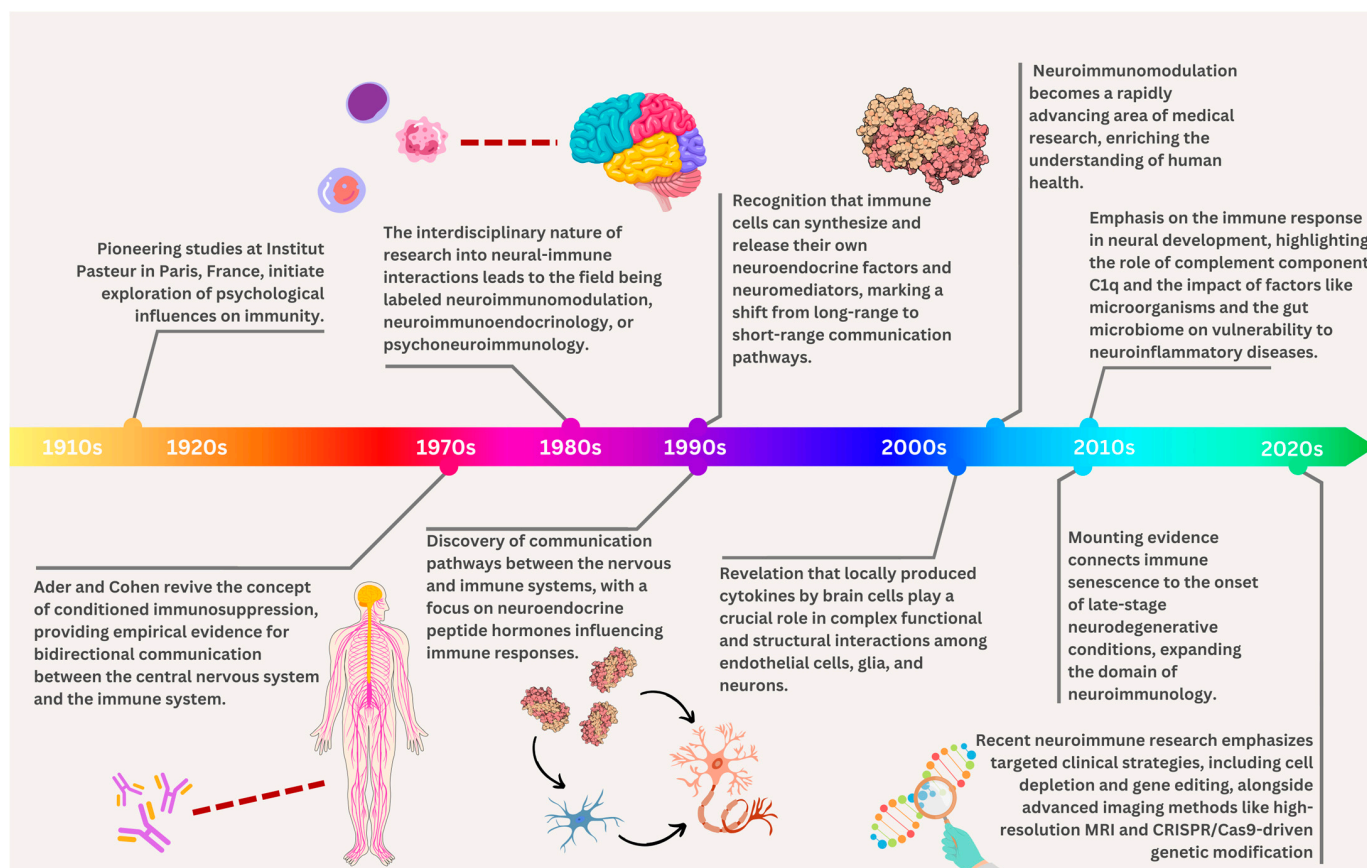 Pioneering studies at Institut
Pasteur in Paris, France, initiate
exploration of psychological
influences on immunity.
The interdisciplinary nature of
research into neural-immune
interactions leads to the field being
labeled neuroimmunomodulation,
neuroimmunoendocrinology, or
psychoneuroimmunology.
Recognition that immune
cells can synthesize and
release their own
neuroendocrine factors and
neuromediators, marking a
shift from long-range to
short-range communication
pathways.
Neuroimmunomodulation
becomes a rapidly
advancing area of medical
research, enriching the
understanding of human
health.
Emphasis on the immune response
in neural development, highlighting
the role of complement component
C1q and the impact of factors like
microorganisms and the gut
microbiome on vulnerability to
neuroinflammatory diseases.
1910s 1920s 1970s 1980s 1990s 2000s 2010s 2020s
Ader and Cohen revive the concept
of conditioned immunosuppression,
providing empirical evidence for
bidirectional communication
between the central nervous system
and the immune system.
Discovery of communication
pathways between the nervous
and immune systems, with a
focus on neuroendocrine
peptide hormones influencing
immune responses.
Revelation that locally produced
cytokines by brain cells play a
crucial role in complex functional
and structural interactions among
endothelial cells, glia, and
neurons.
Mounting evidence
connects immune
senescence to the onset
of late-stage
neurodegenerative
conditions, expanding
the domain of
neuroimmunology.
Recent neuroimmune research emphasizes
targeted clinical strategies, including cell
depletion and gene editing, alongside
advanced imaging methods like high-
resolution MRI and CRISPR/Cas9-driven
genetic modification